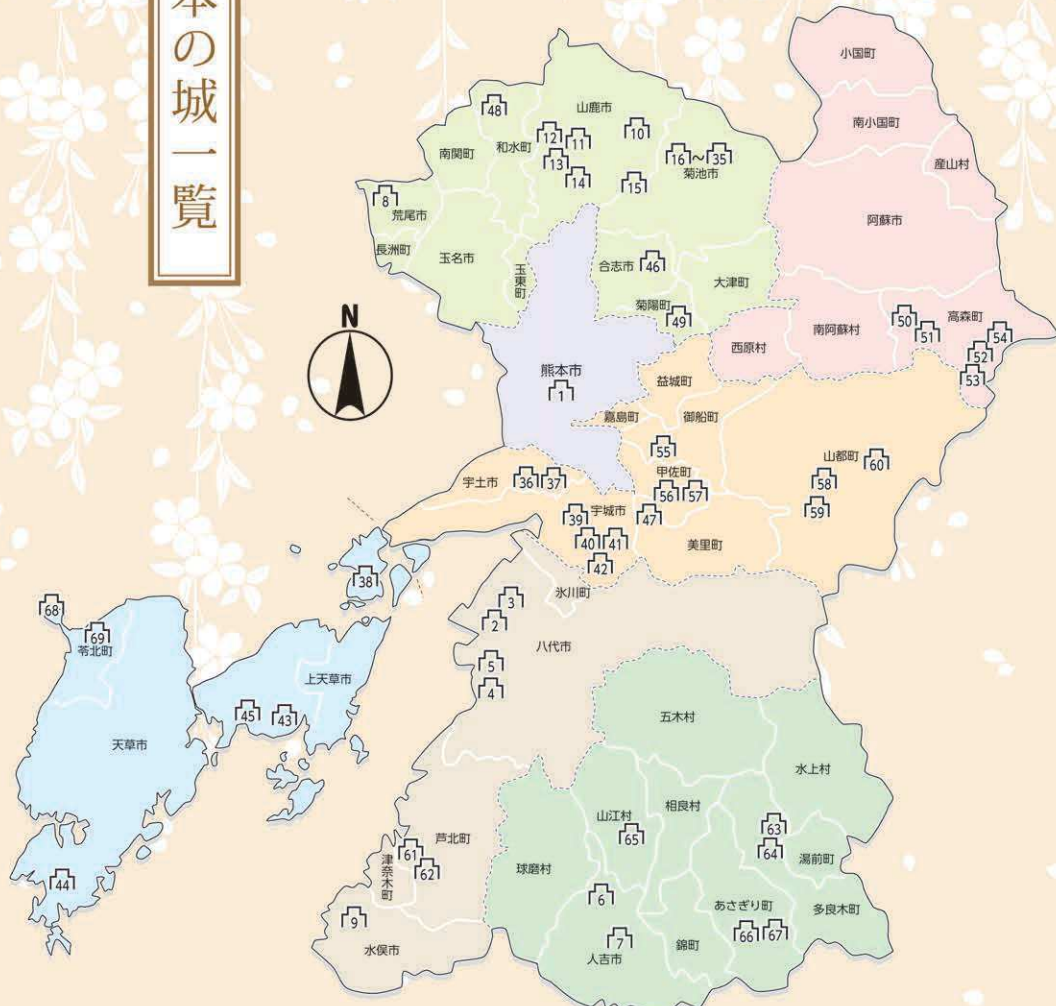 本の城一覧
小国町
南小国町
産山村
阿蘇市
高森町
南阿蘇村
西原村
50
51
52
53
54
山鹿市
和水町
南関町
荒尾市
長洲町
玉名市
玉東町
菊池市
合志市
大津町
菊陽町
48
12
11
10
13
14
15
16~35
8
46
49
N
熊本市
1
益城町
嘉島町
御船町
甲佐町
山都町
宇土市
宇城市
美里町
55
56
57
60
58
59
36
37
39
40
41
42
47
氷川町
八代市
3
2
5
4
芦北町
津奈木町
水俣市
61
62
9
38
68
69
苓北町
上天草市
45
43
天草市
44
五木村
水上村
山江村
相良村
球磨村
湯前町
あさぎり町
多良木町
錦町
人吉市
65
63
64
6
7
66
67